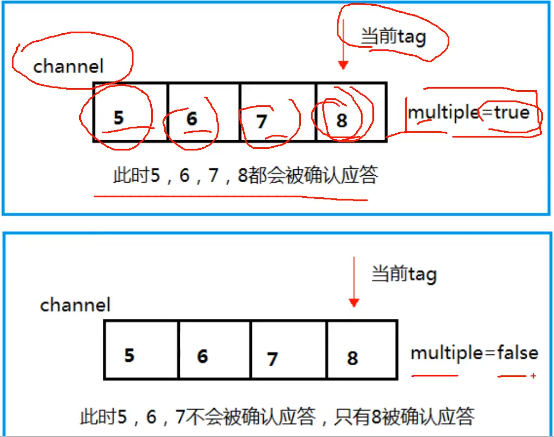 当前tag
channel
5 6 7 8 multiple=true
此时5，6，7，8都会被确认应答
当前tag
channel
5 6 7 8 multiple=false
此时5，6，7不会被确认应答，只有8被确认应答